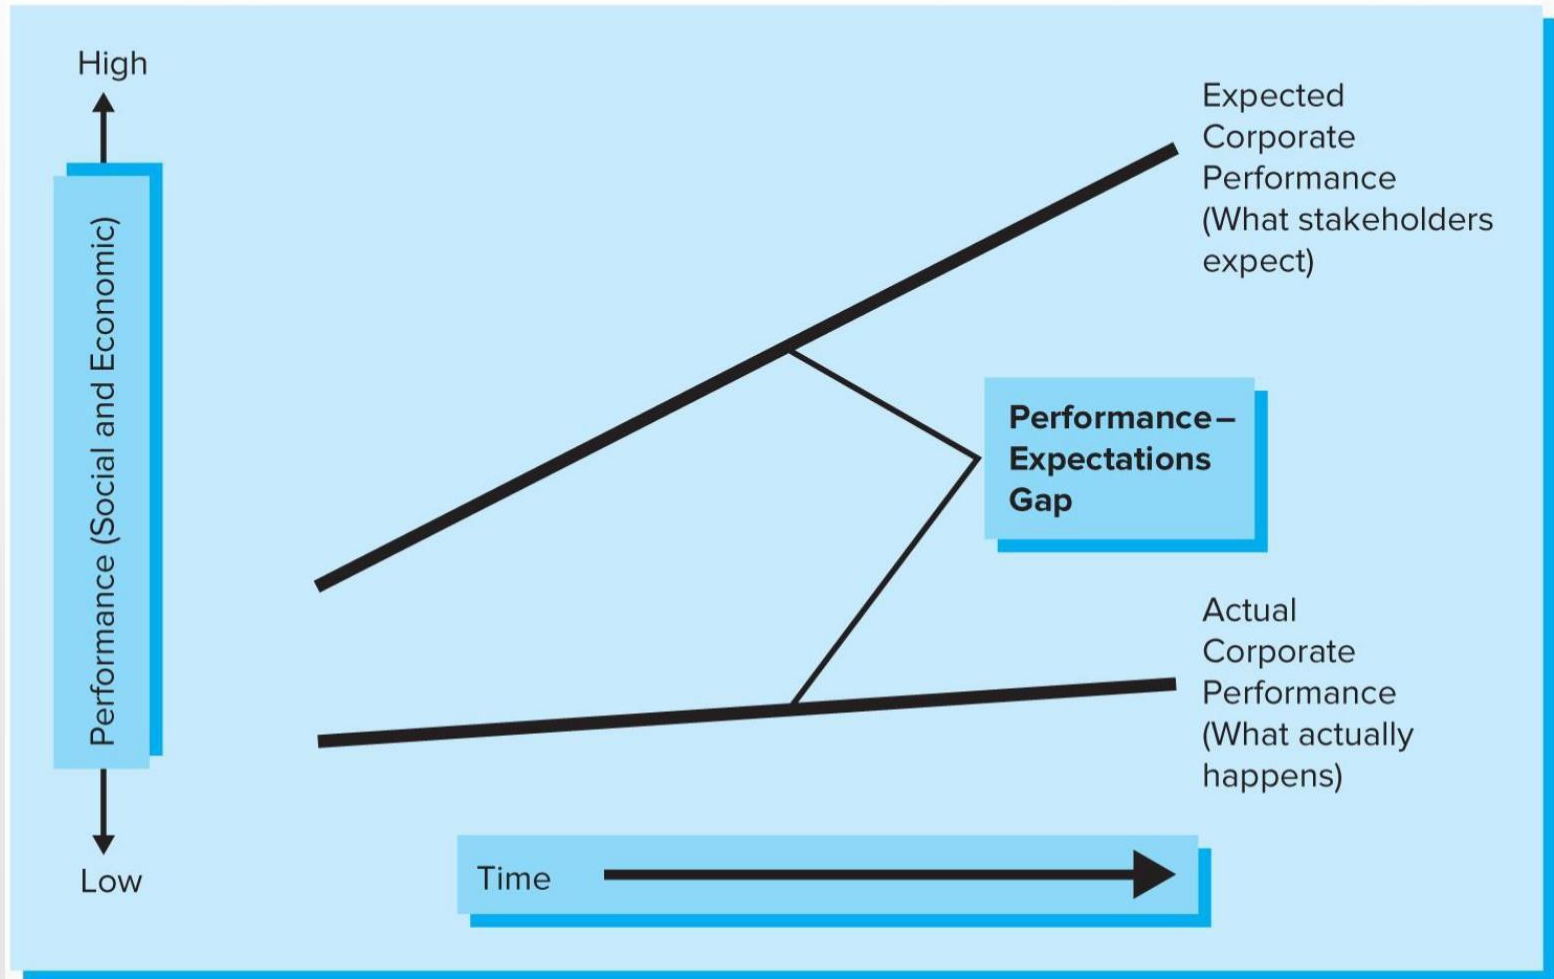 High
Performance (Social and Economic)
Low
Expected
Corporate
Performance
(What stakeholders
expect)
Performance–
Expectations
Gap
Actual
Corporate
Performance
(What actually
happens)
Time